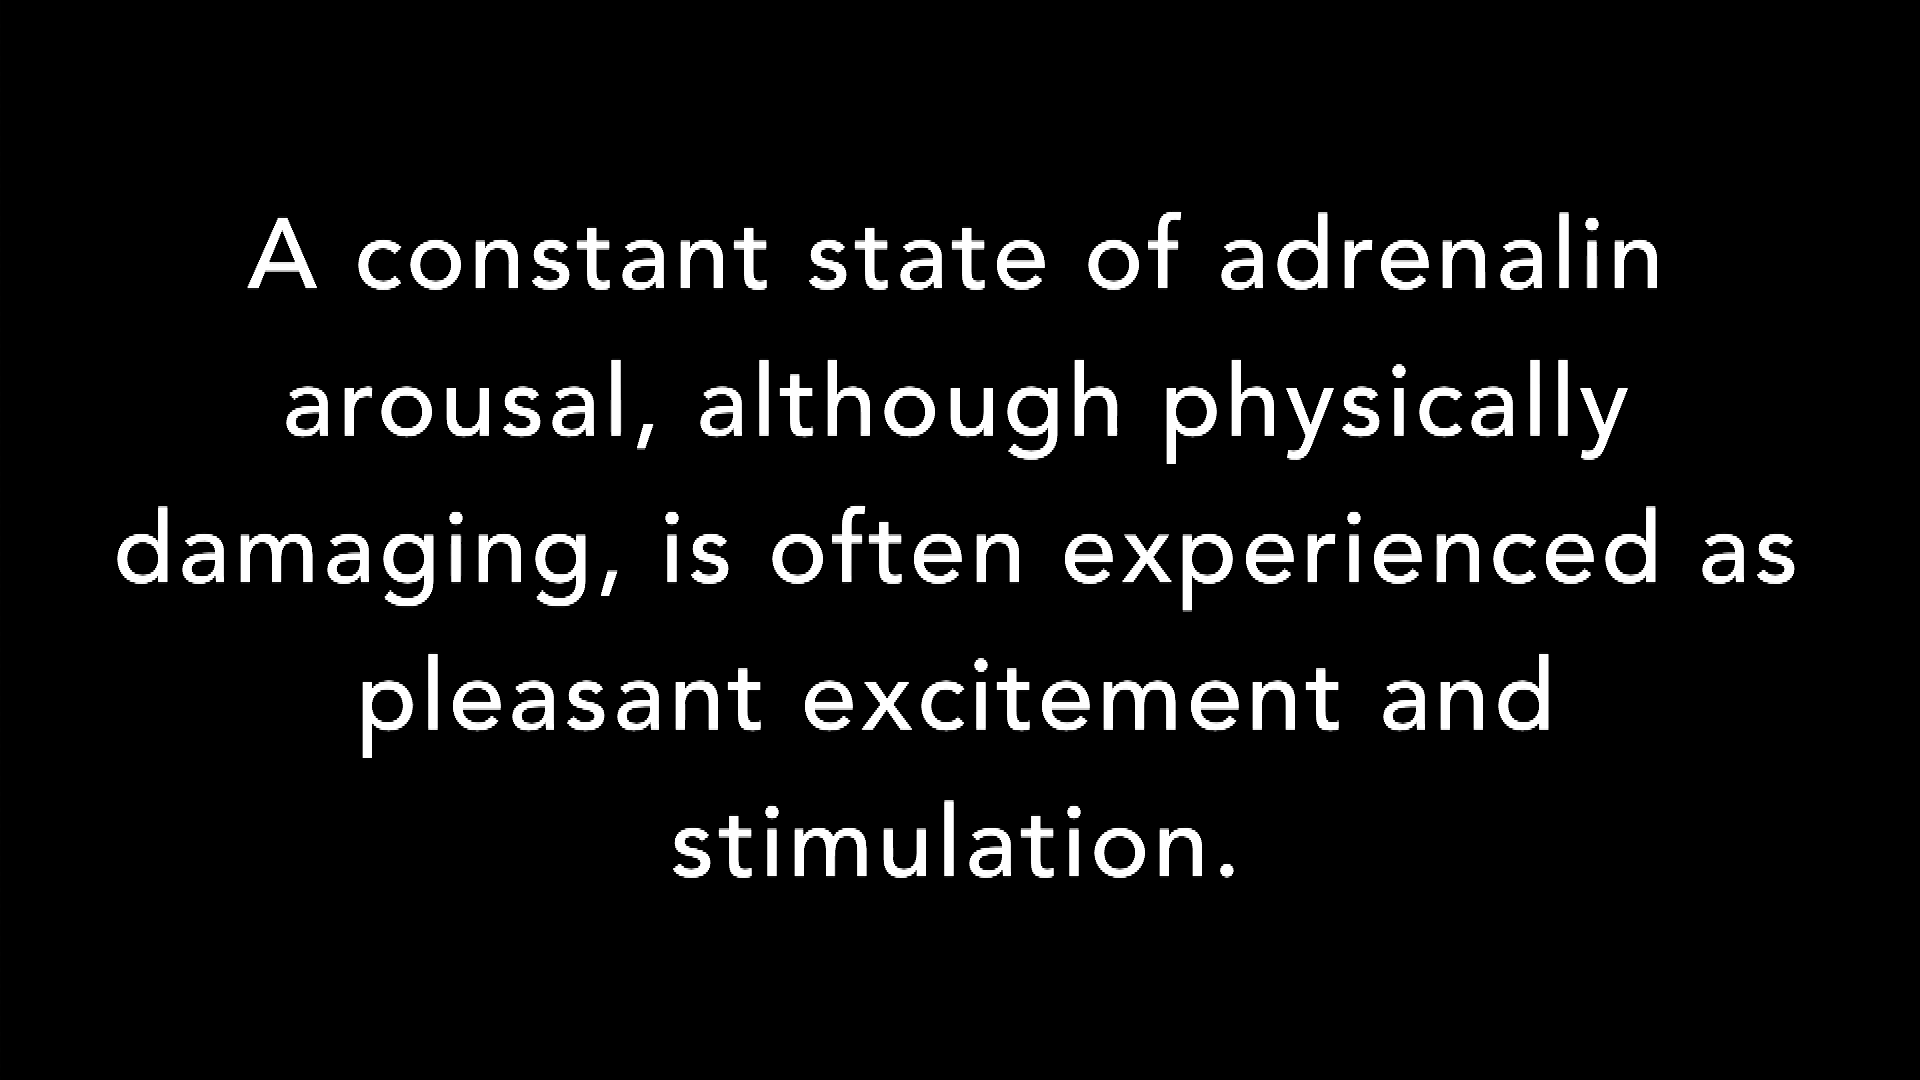 A constant state of adrenalin
arousal, although physically
damaging, is often experienced as
pleasant excitement and
stimulation.